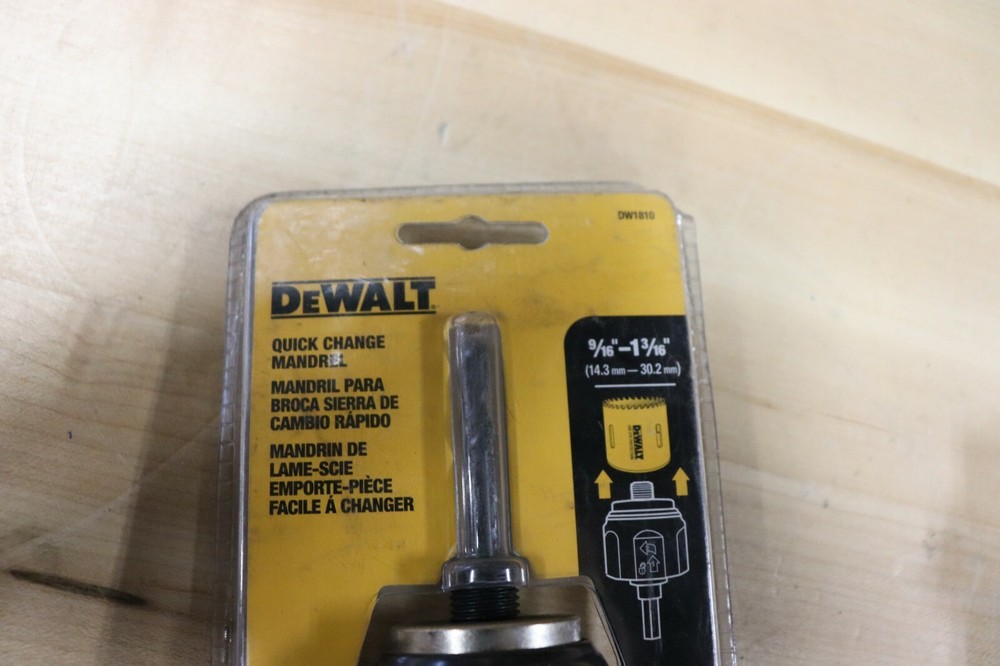 DW1810
DEWALT
QUICK CHANGE
MANDREL
MANDRIL PARA
BROCA SIERRA DE
CAMBIO RÁPIDO
MANDRIN DE
LAME-SCIE
EMPORTE-PIÈCE
FACILE Á CHANGER
9/16"–1 3/16"
(14.3 mm — 30.2 mm)
DEWALT